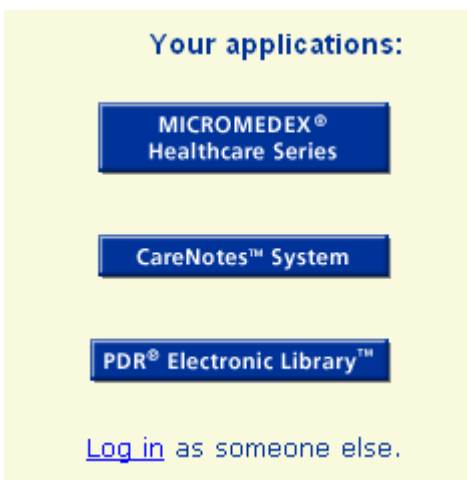 Your applications:
MICROMEDEX®
Healthcare Series
CareNotes™ System
PDR® Electronic Library™
Log in as someone else.